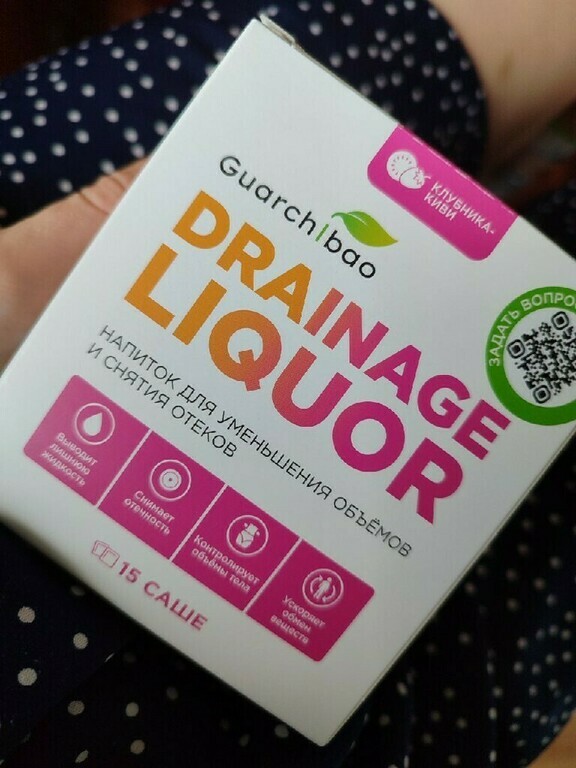 КЛУБНИКА-
КИВИ
GuarchIbao
DRAINAGE
LIQUOR
ЗАДАТЬ ВОПРОС
НАПИТОК ДЛЯ УМЕНЬШЕНИЯ ОБЪЁМОВ
И СНЯТИЯ ОТЕКОВ
Выводит
лишнюю
жидкость
Снимает
отечность
Контролирует
объёмы тела
Ускоряет
обмен
веществ
15 САШЕ